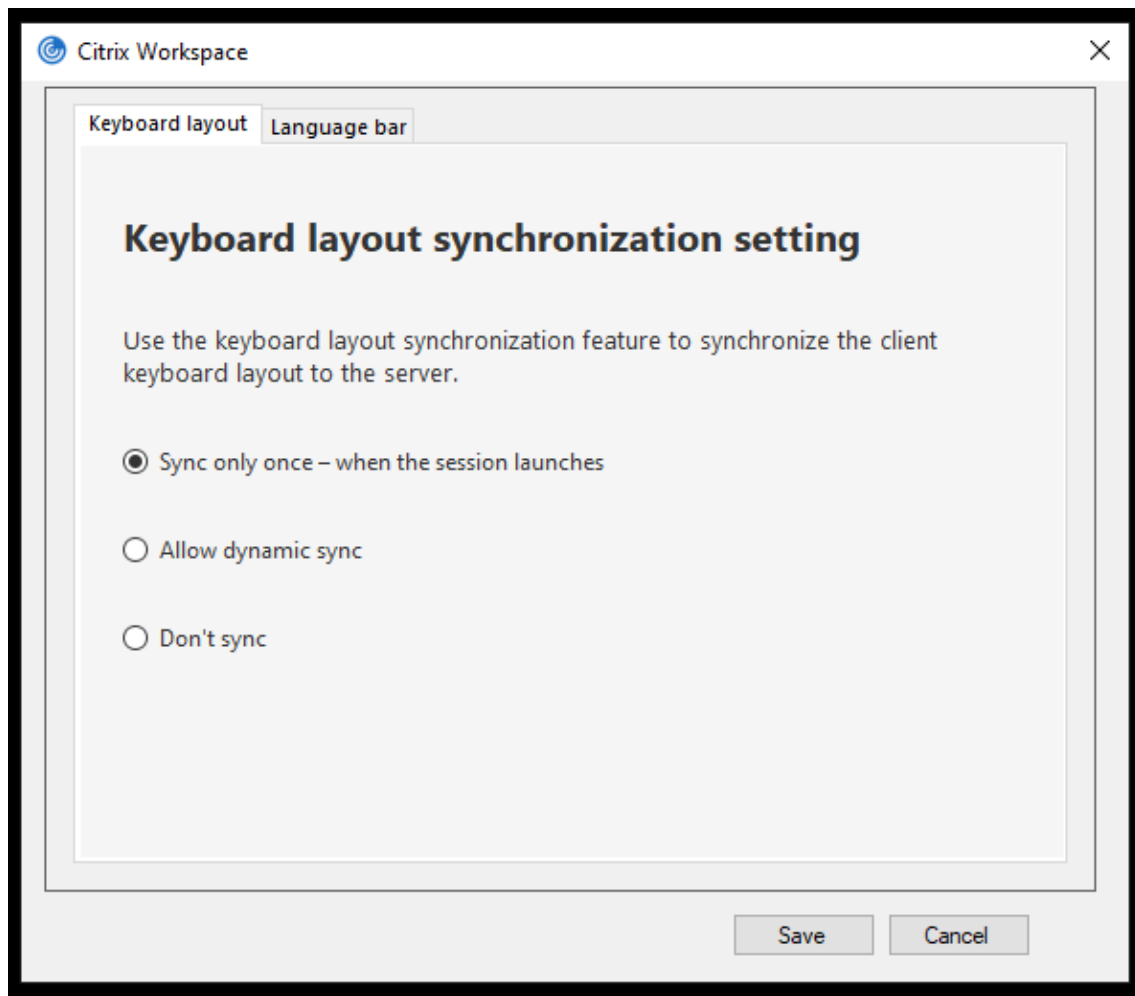 Citrix Workspace
Keyboard layout
Language bar
Keyboard layout synchronization setting
Use the keyboard layout synchronization feature to synchronize the client
keyboard layout to the server.
Sync only once – when the session launches
Allow dynamic sync
Don't sync
Save
Cancel